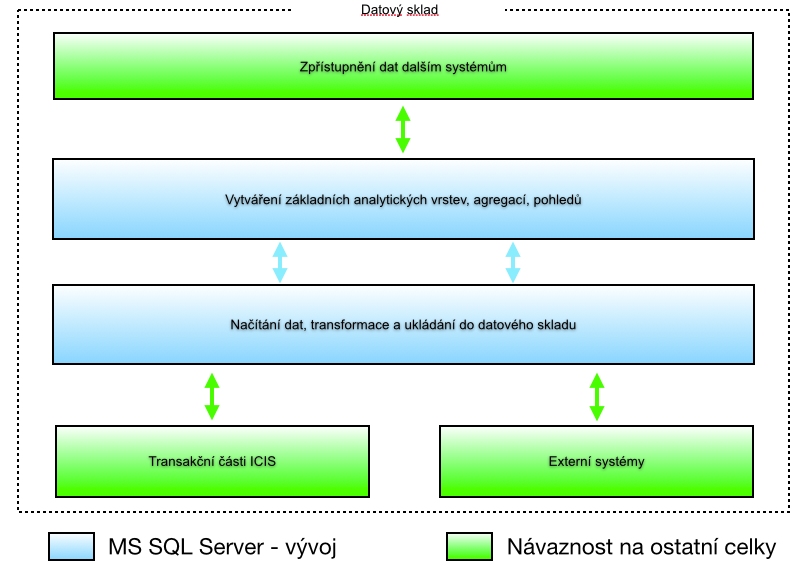 Datový sklad
Zpřístupnění dat dalším systémům
Vytváření základních analytických vrstev, agregací, pohledů
Načítání dat, transformace a ukládání do datového skladu
Transakční části ICIS
Externí systémy
MS SQL Server - vývoj
Návaznost na ostatní celky